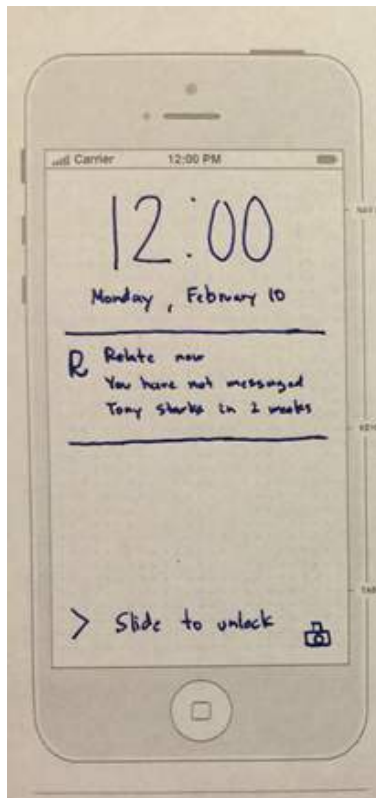 Carrier 12:00 PM
12:00
Monday, February 10
R Relate now
You have not messaged
Tony Starks in 2 weeks
> Slide to unlock